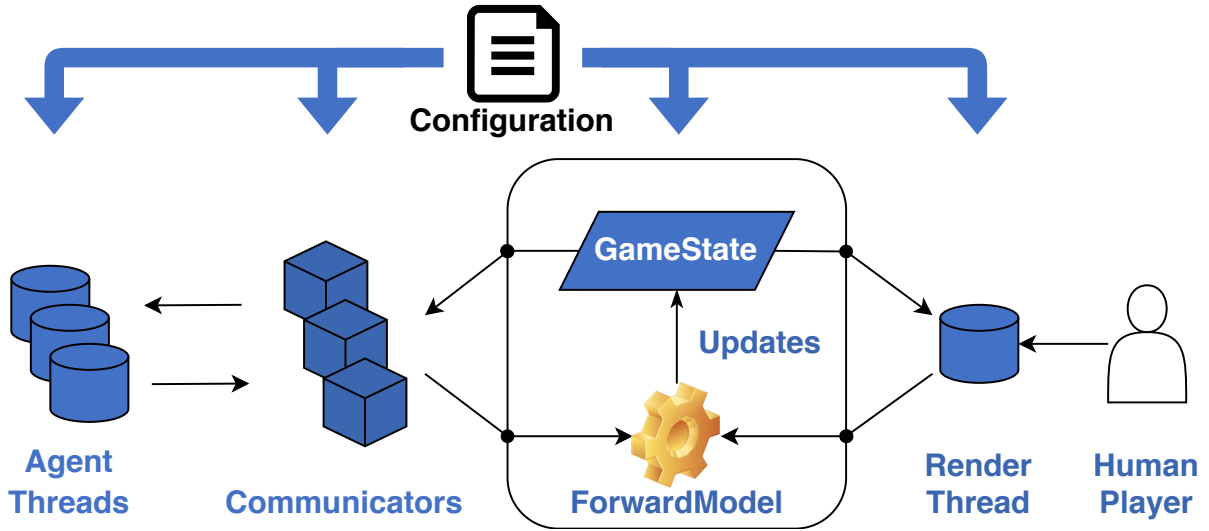 Configuration
GameState
Updates
Agent
Threads
Communicators
ForwardModel
Render
Thread
Human
Player